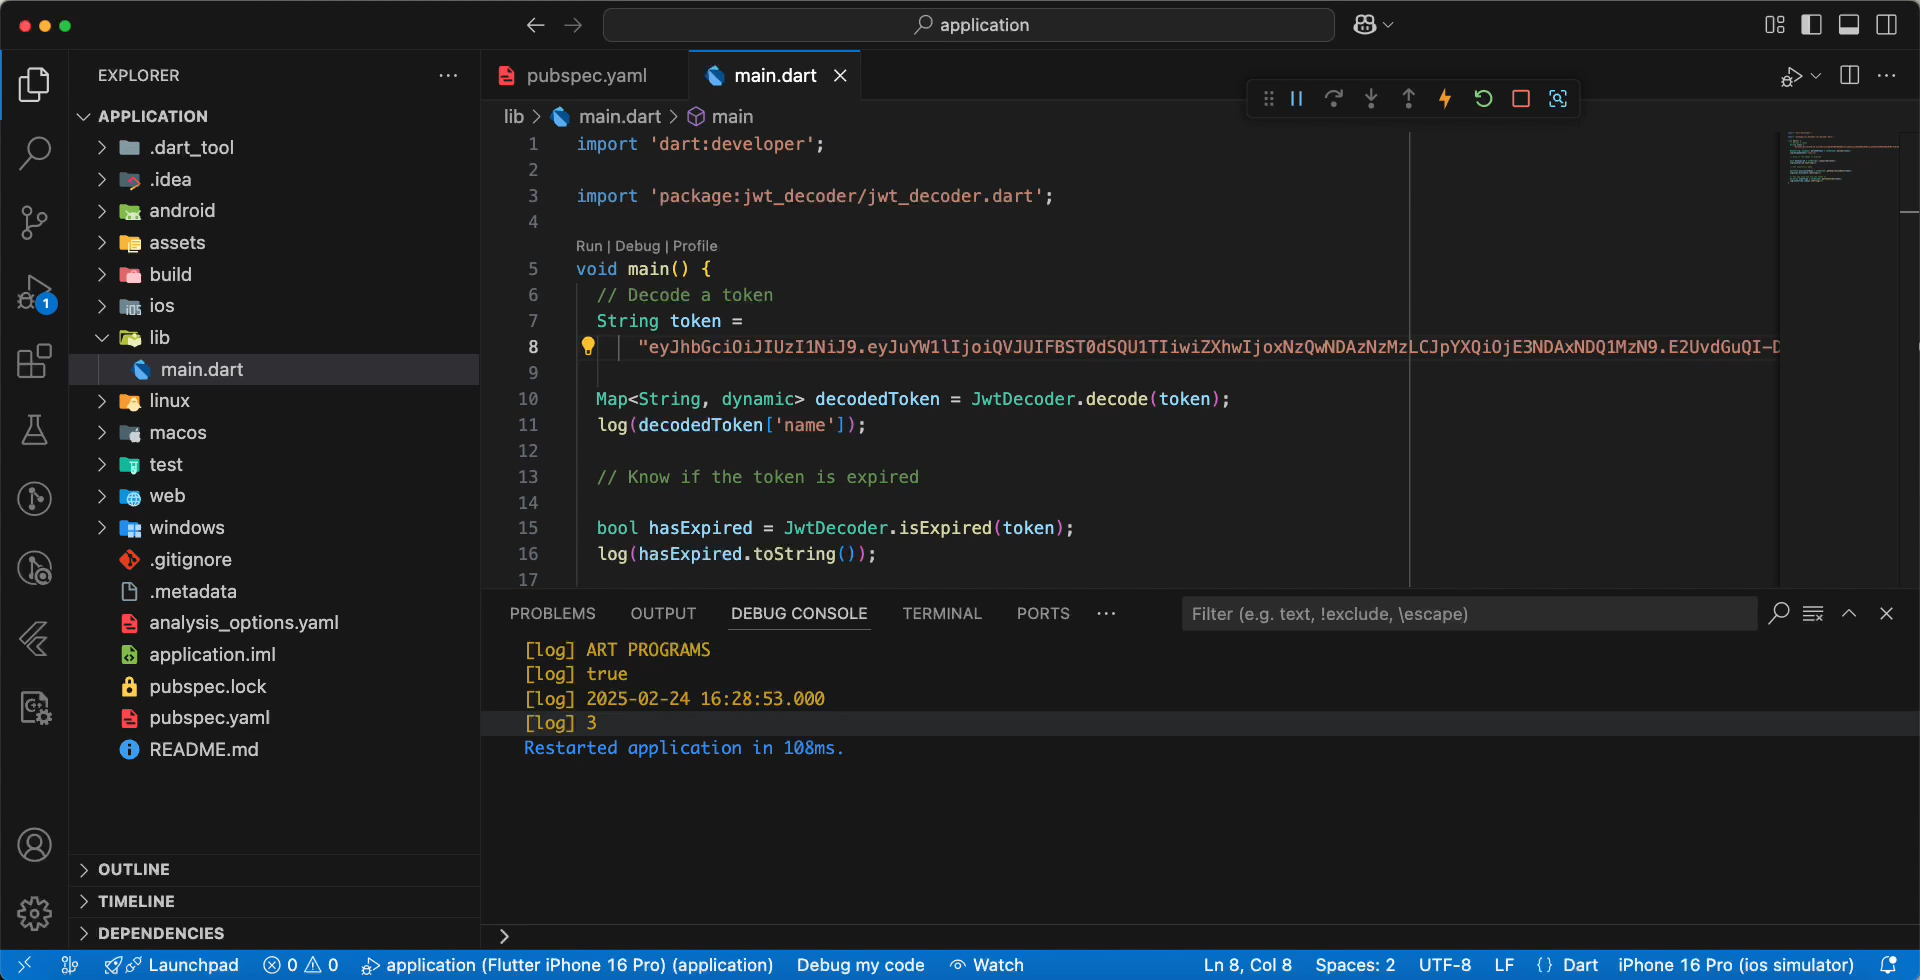 application
EXPLORER
APPLICATION
.dart_tool
.idea
android
assets
build
ios
lib
main.dart
linux
macos
test
web
windows
.gitignore
.metadata
analysis_options.yaml
application.iml
pubspec.lock
pubspec.yaml
README.md
OUTLINE
TIMELINE
DEPENDENCIES
1
pubspec.yaml
main.dart
lib > main.dart > main
1 import 'dart:developer';
2
3 import 'package:jwt_decoder/jwt_decoder.dart';
4
Run | Debug | Profile
5 void main() {
6 // Decode a token
7 String token =
8 "eyJhbGciOiJIUzI1NiJ9.eyJuYW1lIjoiQVJUIFBST0dSQU1TIiwiZXhwIjoxNzQwNDAzNzMzLCJpYXQiOjE3NDAxNDQ1MzN9.E2UvdGuQI-D
9
10 Map<String, dynamic> decodedToken = JwtDecoder.decode(token);
11 log(decodedToken['name']);
12
13 // Know if the token is expired
14
15 bool hasExpired = JwtDecoder.isExpired(token);
16 log(hasExpired.toString());
17
PROBLEMS OUTPUT DEBUG CONSOLE TERMINAL PORTS
Filter (e.g. text, !exclude, \escape)
[log] ART PROGRAMS
[log] true
[log] 2025-02-24 16:28:53.000
[log] 3
Restarted application in 108ms.
Launchpad 0 0 application (Flutter iPhone 16 Pro) (application) Debug my code Watch Ln 8, Col 8 Spaces: 2 UTF-8 LF {} Dart iPhone 16 Pro (ios simulator)